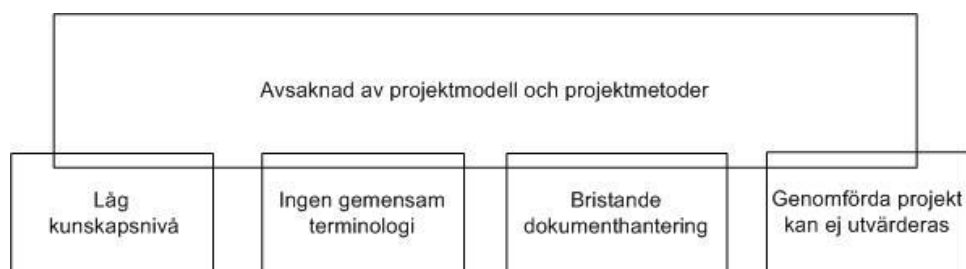 Avsaknad av projektmodell och projektmetoder
Låg
kunskapsnivå
Ingen gemensam
terminologi
Bristande
dokumenthantering
Genomförda projekt
kan ej utvärderas